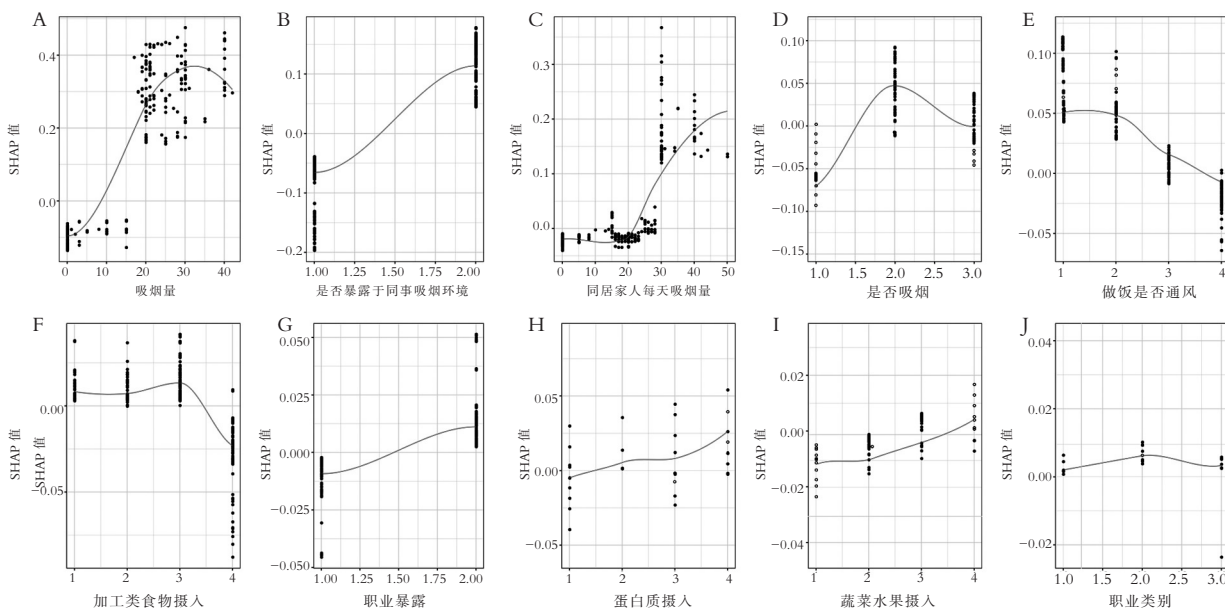 A
SHAP 值
0.4
0.2
0.0
0
10
20
30
40
吸烟量
B
SHAP 值
0.1
0.0
−0.1
−0.2
1.00
1.25
1.50
1.75
2.00
是否暴露于同事吸烟环境
C
SHAP 值
0.3
0.2
0.1
0.0
0
10
20
30
40
50
同居家人每天吸烟量
D
SHAP 值
0.10
0.05
0.00
−0.05
−0.10
−0.15
1.0
1.5
2.0
2.5
3.0
是否吸烟
E
SHAP 值
0.10
0.05
0.00
−0.05
1
2
3
4
做饭是否通风
F
SHAP 值
SHAP 值
0.00
−0.05
1
2
3
4
加工类食物摄入
G
SHAP 值
0.050
0.025
0.000
−0.025
−0.050
1.00
1.25
1.50
1.75
2.00
职业暴露
H
SHAP 值
0.05
0.00
−0.05
1
2
3
4
蛋白质摄入
I
SHAP 值
0.02
−0.00
−0.02
−0.04
1
2
3
4
蔬菜水果摄入
J
SHAP 值
0.04
0.02
0.00
−0.02
1.0
1.5
2.0
2.5
3.0
职业类别